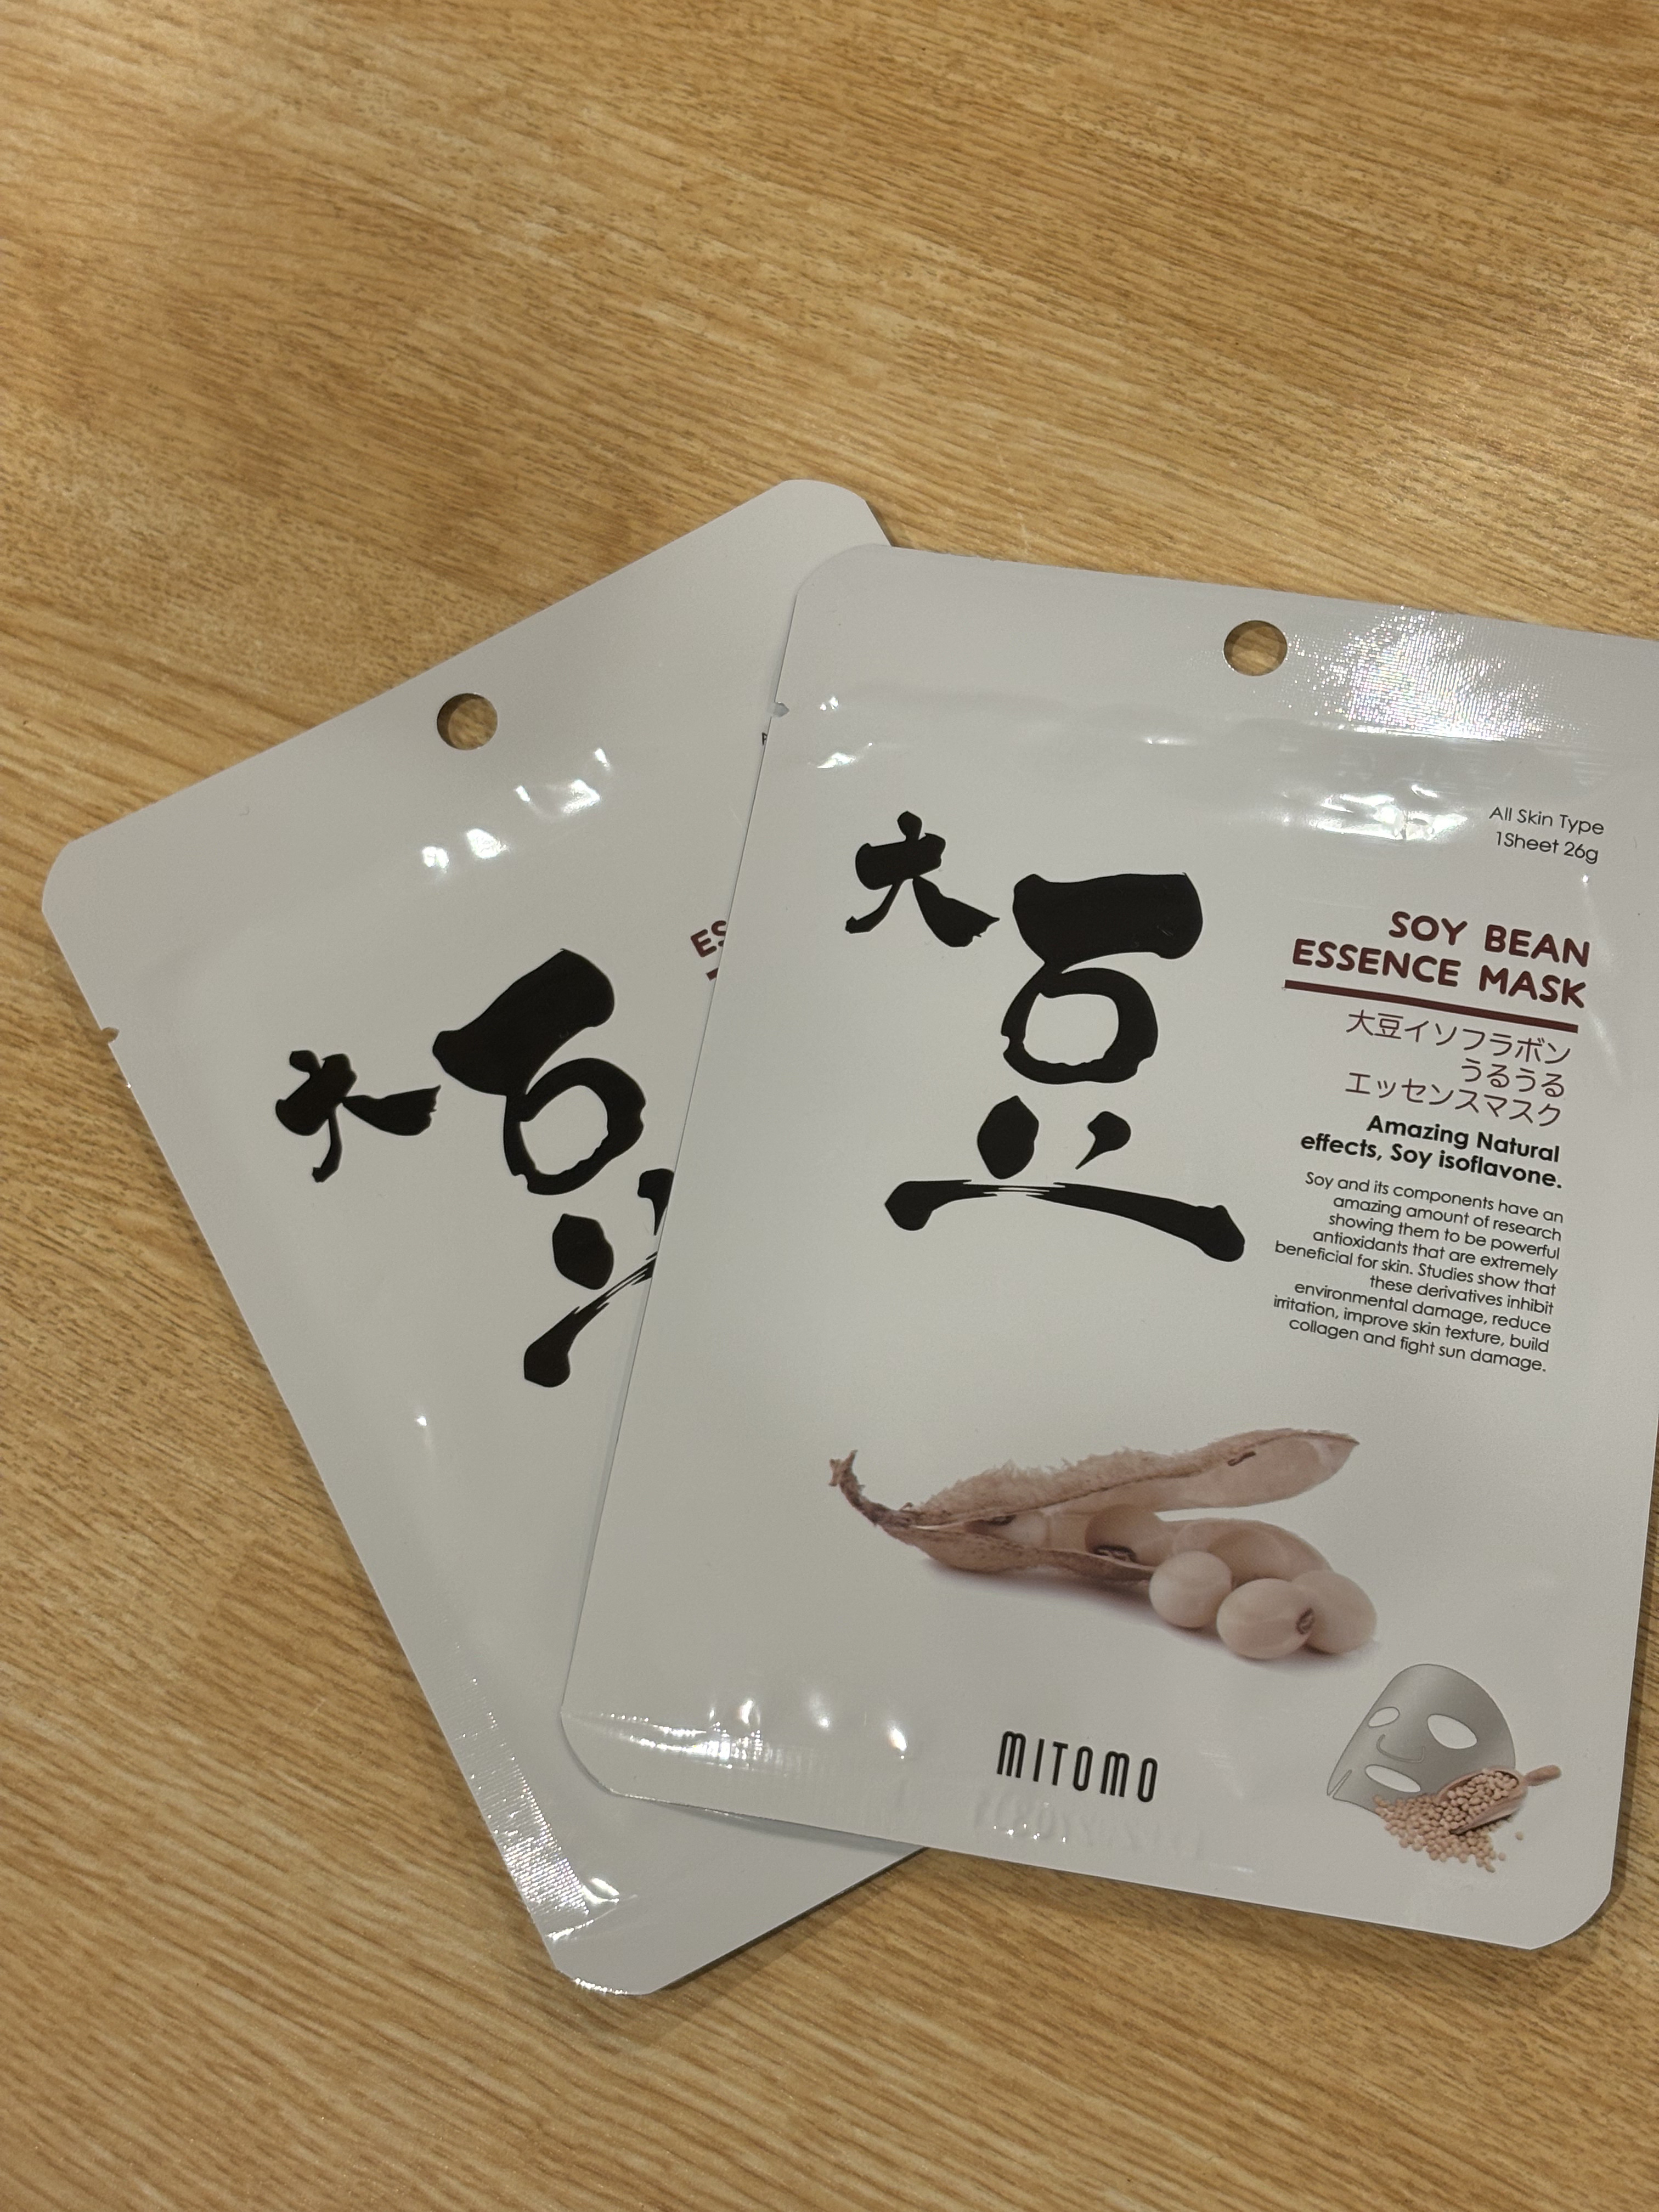 大豆
ES
大豆
All Skin Type
1Sheet 26g
SOY BEAN
ESSENCE MASK
大豆イソフラボン
うるうる
エッセンスマスク
Amazing Natural
effects, Soy isoflavone.
Soy and its components have an
amazing amount of research
showing them to be powerful
antioxidants that are extremely
beneficial for skin. Studies show that
these derivatives inhibit
environmental damage, reduce
irritation, improve skin texture, build
collagen and fight sun damage.
MITOMO